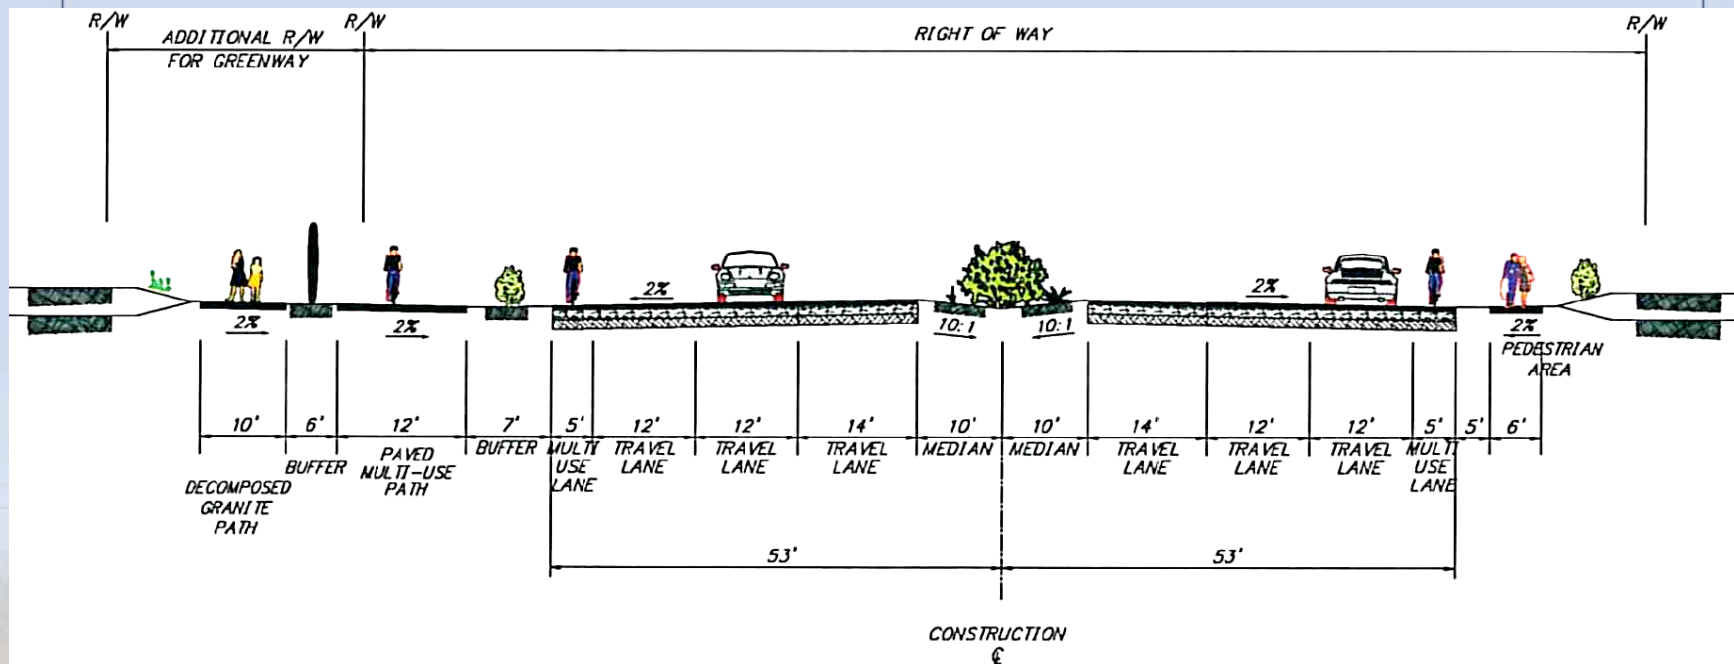 R/W
R/W
R/W
ADDITIONAL R/W
FOR GREENWAY
RIGHT OF WAY
2%
2%
2%
2%
10:1
10:1
2%
PEDESTRIAN
AREA
10'
6'
12'
7'
5'
12'
12'
14'
10'
10'
14'
12'
12'
5'
5'
6'
DECOMPOSED
GRANITE
PATH
BUFFER
PAVED
MULTI-USE
PATH
BUFFER
MULTI
USE
LANE
TRAVEL
LANE
TRAVEL
LANE
TRAVEL
LANE
MEDIAN
MEDIAN
TRAVEL
LANE
TRAVEL
LANE
TRAVEL
LANE
MULTI
USE
LANE
53'
53'
CONSTRUCTION
℄